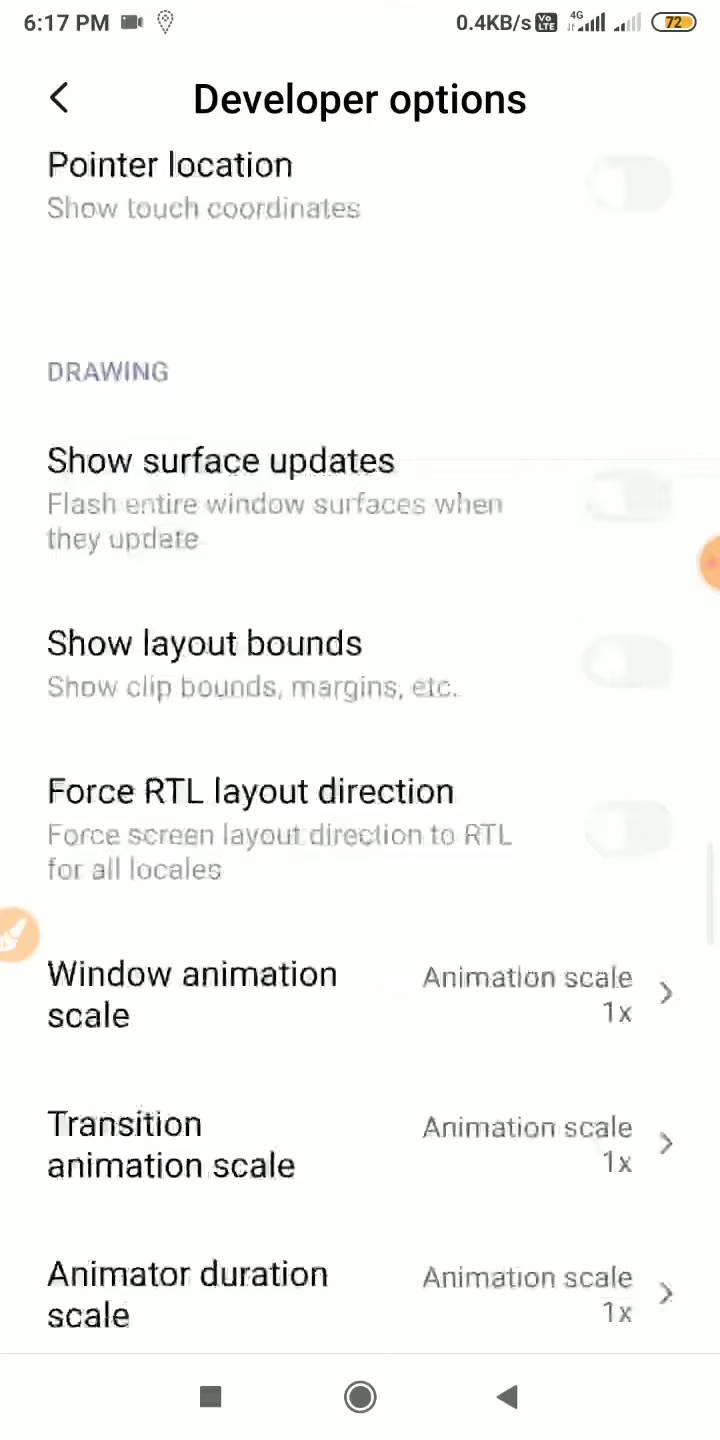 6:17 PM 0.4KB/s Vo LTE 4G 72
Developer options
Pointer location
Show touch coordinates
DRAWING
Show surface updates
Flash entire window surfaces when
they update
Show layout bounds
Show clip bounds, margins, etc.
Force RTL layout direction
Force screen layout direction to RTL
for all locales
Window animation
scale
Animation scale
1x
Transition
animation scale
Animation scale
1x
Animator duration
scale
Animation scale
1x